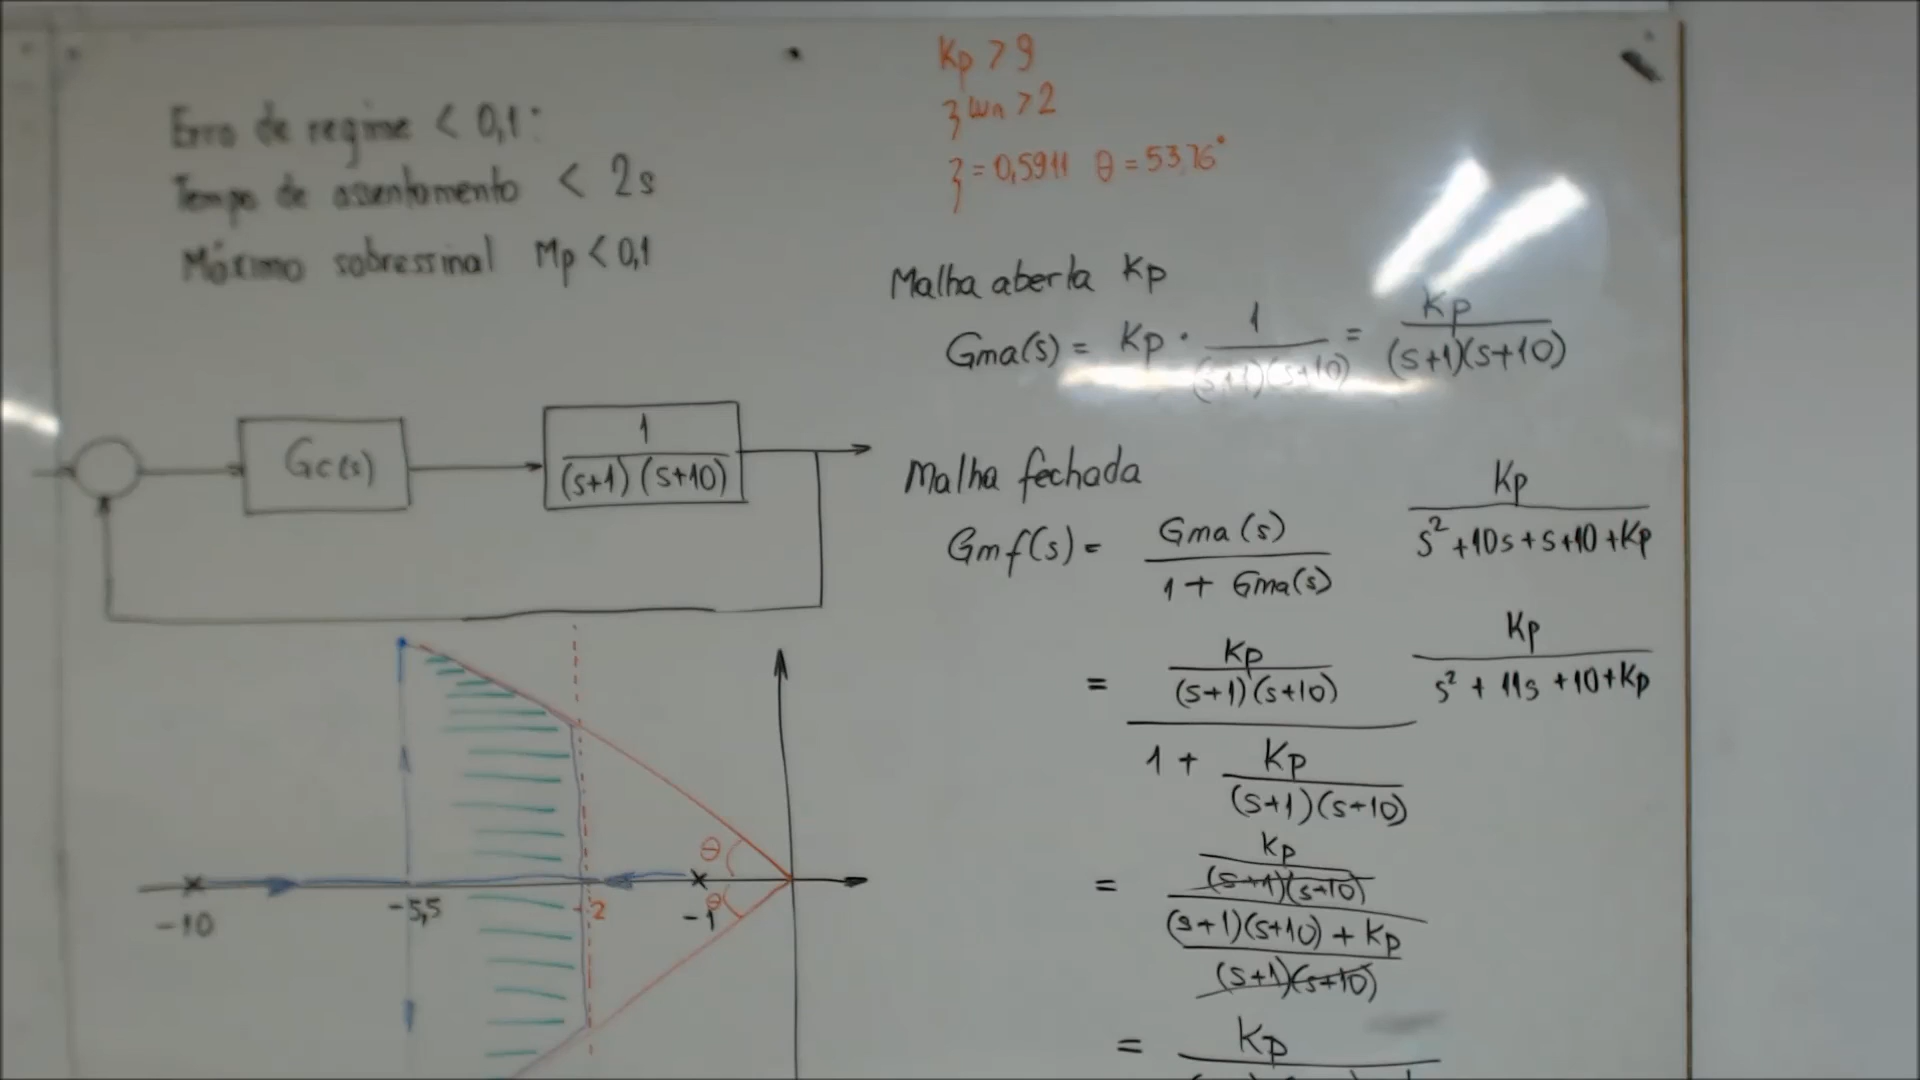 Erro de regime < 0,1:
Tempo de assentamento < 2s
Máximo sobressinal Mp < 0,1
Kp > 9
ξωn > 2
ξ = 0,5911 θ = 53,76°
Malha aberta Kp
Gma(s) = Kp · 1/(s+1)(s+10) = Kp/(s+1)(s+10)
Gc(s)
1
(s+1)(s+10)
Malha fechada
Gmf(s) = Gma(s)/1 + Gma(s)
= Kp/(s+1)(s+10)
1 + Kp/(s+1)(s+10)
= Kp/(s+1)(s+10)
(s+1)(s+10) + Kp
(s+1)(s+10)
= Kp
Kp
s² + 10s + s + 10 + Kp
Kp
s² + 11s + 10 + Kp
θ
θ
-10
-5,5
-2
-1